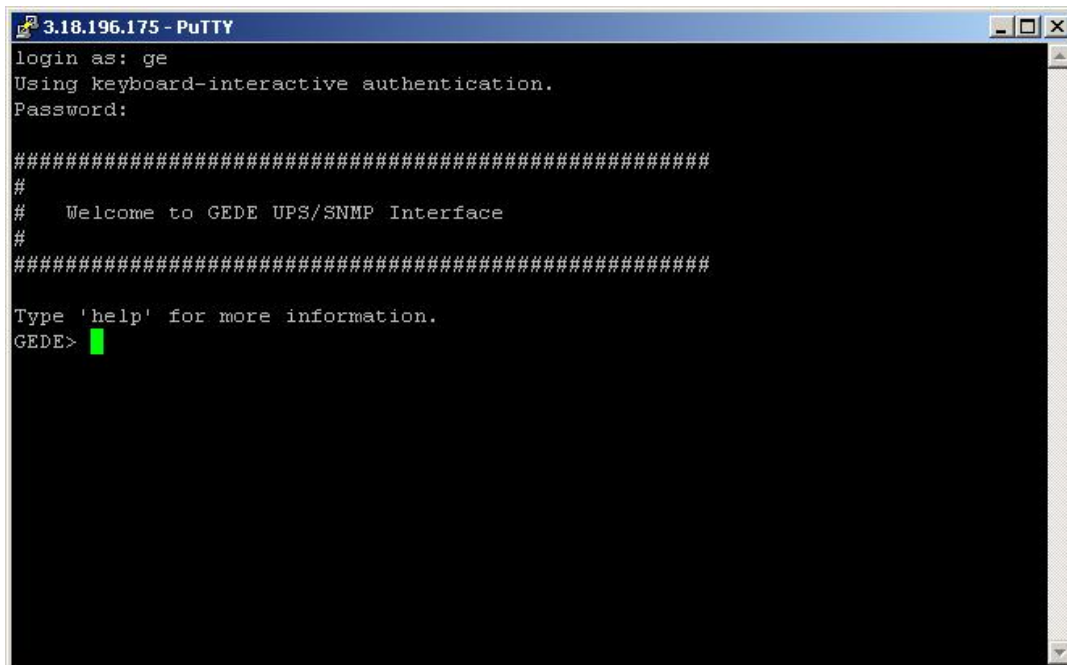 3.18.196.175 - PuTTY
login as: ge
Using keyboard-interactive authentication.
Password:
######################################################
#
#   Welcome to GEDE UPS/SNMP Interface
#
######################################################
Type 'help' for more information.
GEDE>